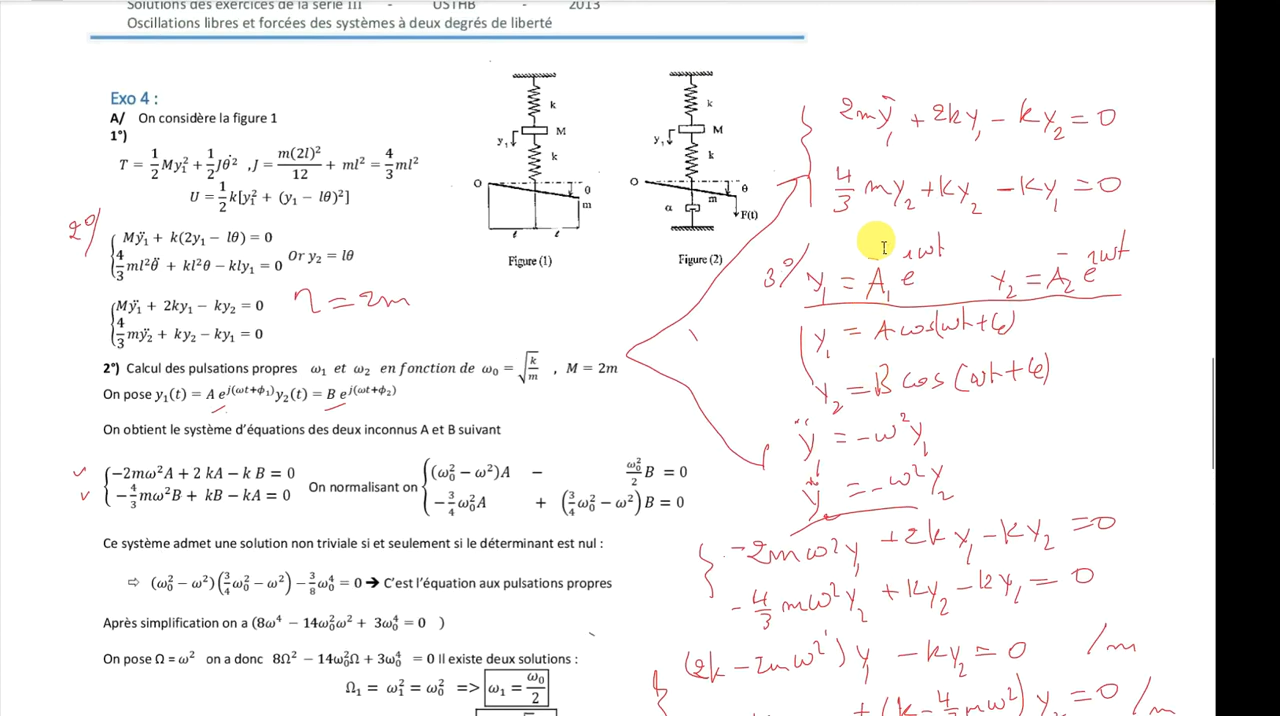 Solutions des exercices de la série III - USTHB - 2013
Oscillations libres et forcées des systèmes à deux degrés de liberté
Exo 4 :
A/ On considère la figure 1
1°)
T = 1/2 Mẏ₁² + 1/2 Jθ̇² , J = m(2l)²/12 + ml² = 4/3 ml²
U = 1/2 k[y₁² + (y₁ − lθ)²]
2°/
{ Mÿ₁ + k(2y₁ − lθ) = 0
4/3 ml²θ̈ + kl²θ − kly₁ = 0 Or y₂ = lθ
{ Mÿ₁ + 2ky₁ − ky₂ = 0
4/3 mÿ₂ + ky₂ − ky₁ = 0
M = 2m
2°) Calcul des pulsations propres ω₁ et ω₂ en fonction de ω₀ = √(k/m) , M = 2m
On pose y₁(t) = A e^j(ωt+ϕ₁) y₂(t) = B e^j(ωt+ϕ₂)
On obtient le système d'équations des deux inconnus A et B suivant
{ −2mω²A + 2 kA − k B = 0
−4/3 mω²B + kB − kA = 0
On normalisant on { (ω₀² − ω²)A − ω₀²/2 B = 0
−3/4 ω₀²A + (3/4 ω₀² − ω²)B = 0
Ce système admet une solution non triviale si et seulement si le déterminant est nul :
⇨ (ω₀² − ω²)(3/4 ω₀² − ω²) − 3/8 ω₀⁴ = 0 ➔ C'est l'équation aux pulsations propres
Après simplification on a (8ω⁴ − 14ω₀²ω² + 3ω₀⁴ = 0 )
On pose Ω = ω² on a donc 8Ω² − 14ω₀²Ω + 3ω₀⁴ = 0 Il existe deux solutions :
Ω₁ = ω₁² = ω₀² => ω₁ = ω₀/2
k
M
y₁
k
O
θ
m
ℓ
ℓ
Figure (1)
k
M
y₁
k
O
θ
m
α
F(t)
Figure (2)
2mÿ₁ + 2ky₁ − ky₂ = 0
4/3 my₂ + ky₂ − ky₁ = 0
3°/ y₁ = A̅₁ e^iωt y₂ = A̅₂ e^iωt
y₁ = A cos(ωt+φ)
y₂ = B cos(ωt+φ)
ÿ = −ω²y₁
ÿ = −ω²y₂
{ −2mω²y₁ + 2ky₁ − ky₂ = 0
−4/3 mω²y₂ + ky₂ − ky₁ = 0
(2k − 2mω²)y₁ − ky₂ = 0 /m
+ (k − 4/3 mω²)y₂ = 0 /m